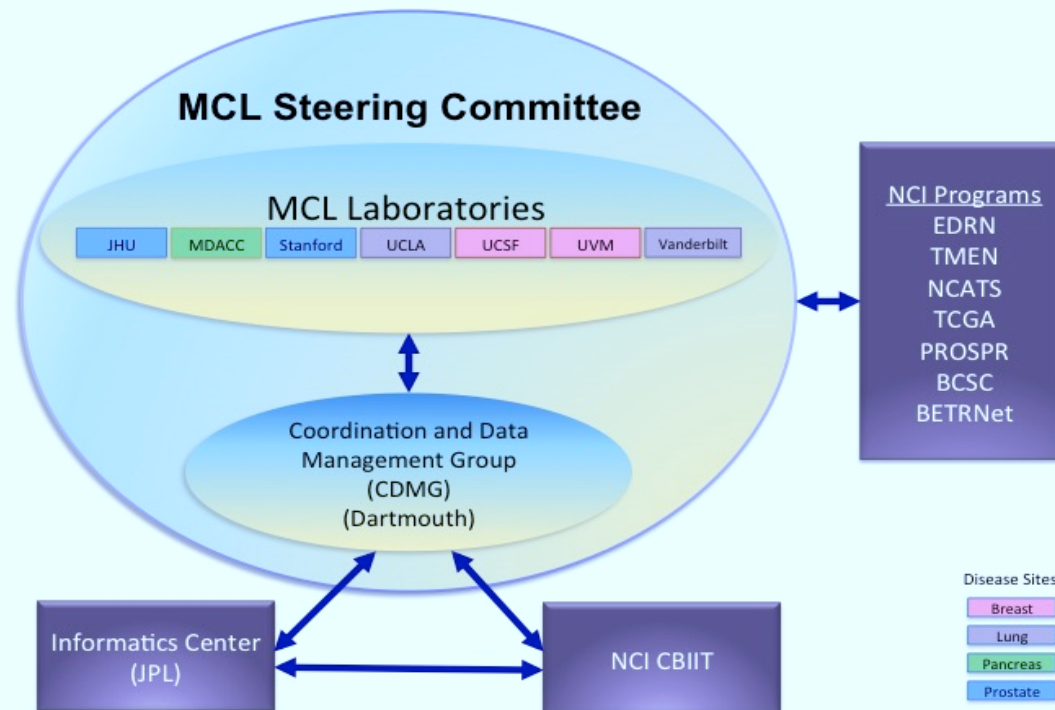 MCL Steering Committee
MCL Laboratories
JHU MDACC Stanford UCLA UCSF UVM Vanderbilt
Coordination and Data
Management Group
(CDMG)
(Dartmouth)
Informatics Center
(JPL)
NCI CBIIT
NCI Programs
EDRN
TMEN
NCATS
TCGA
PROSPR
BCSC
BETRNet
Disease Sites
Breast
Lung
Pancreas
Prostate